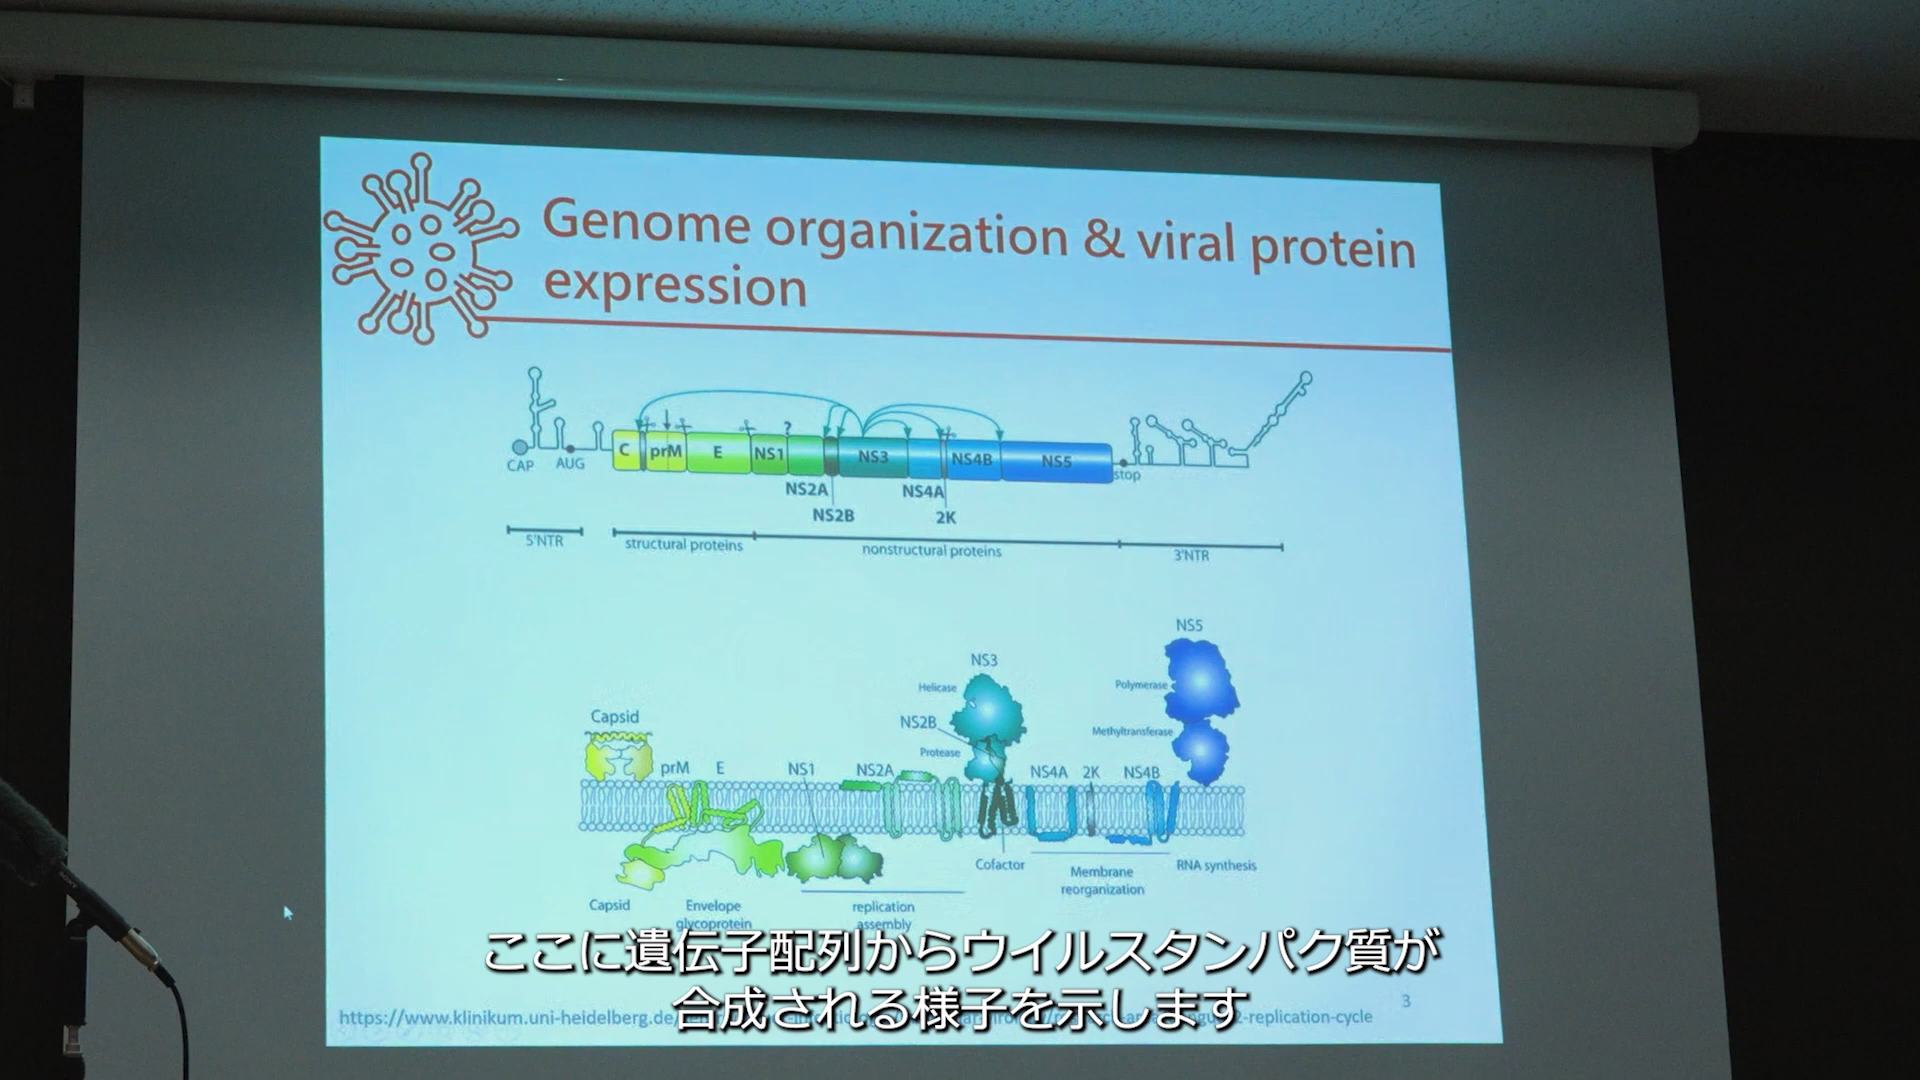 Genome organization & viral protein
expression
C
prM
E
NS1
?
NS3
NS4B
NS5
CAP
AUG
stop
NS2A
NS4A
NS2B
2K
5'NTR
structural proteins
nonstructural proteins
3'NTR
NS5
NS3
Helicase
Polymerase
Capsid
NS2B
Methyltransferase
Protease
prM
E
NS1
NS2A
NS4A
2K
NS4B
Cofactor
Membrane
reorganization
RNA synthesis
Capsid
Envelope
glycoprotein
replication
assembly
ここに遺伝子配列からウイルスタンパク質が
合成される様子を示します
3
https://www.klinikum.uni-heidelberg.de/
2-replication-cycle